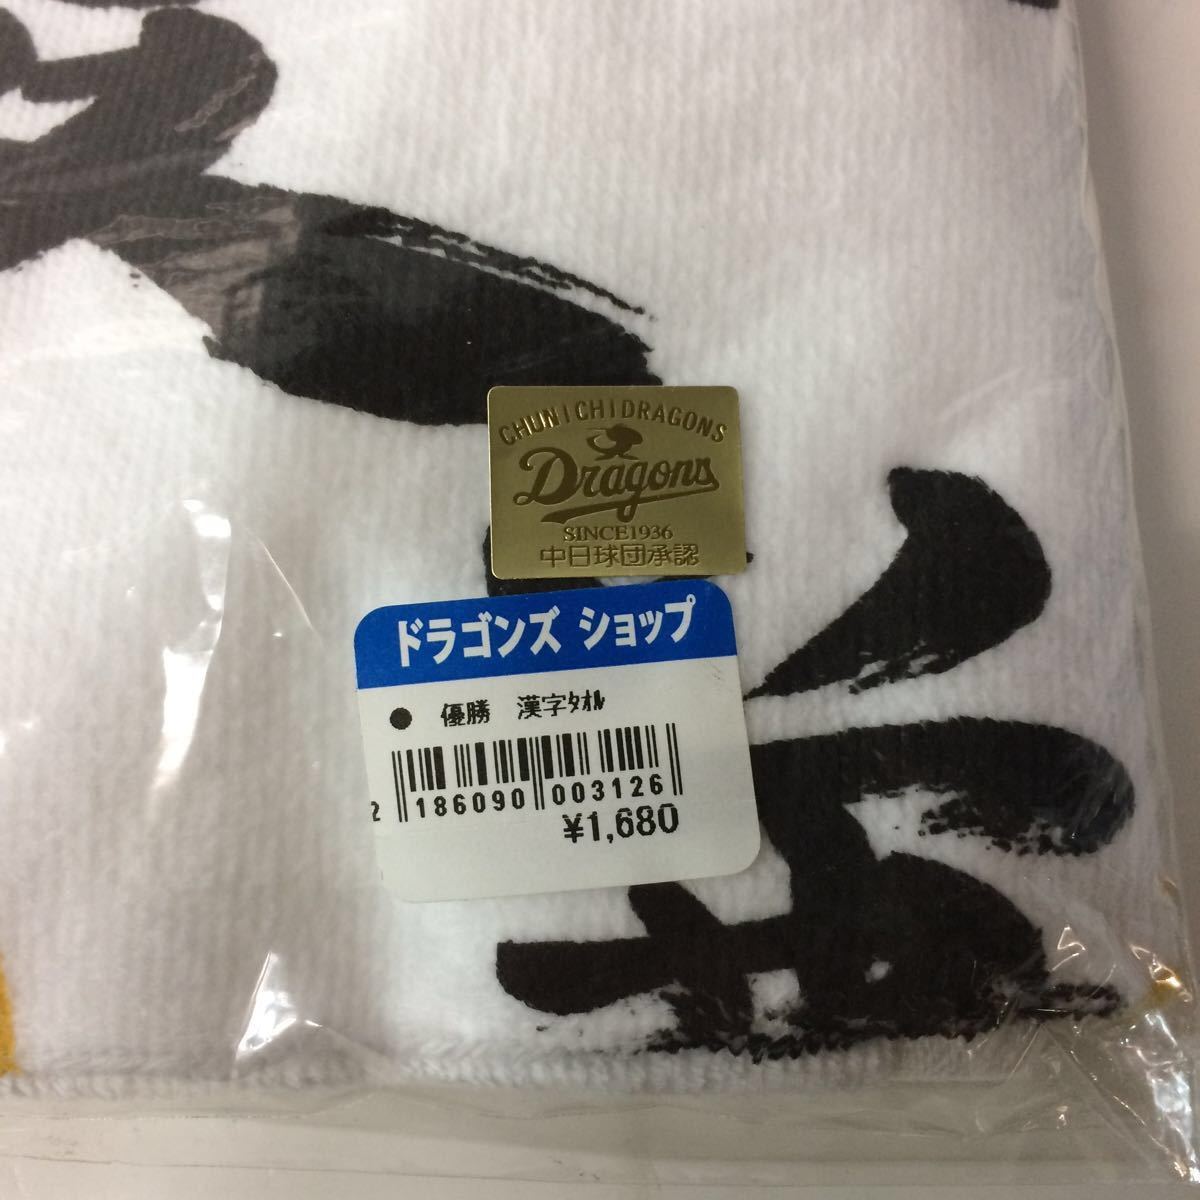 CHUNICHI DRAGONS
Dragons
SINCE1936
中日球団承認
ドラゴンズ ショップ
● 優勝 漢字ﾀｵﾙ
2 186090 003126
¥1,680